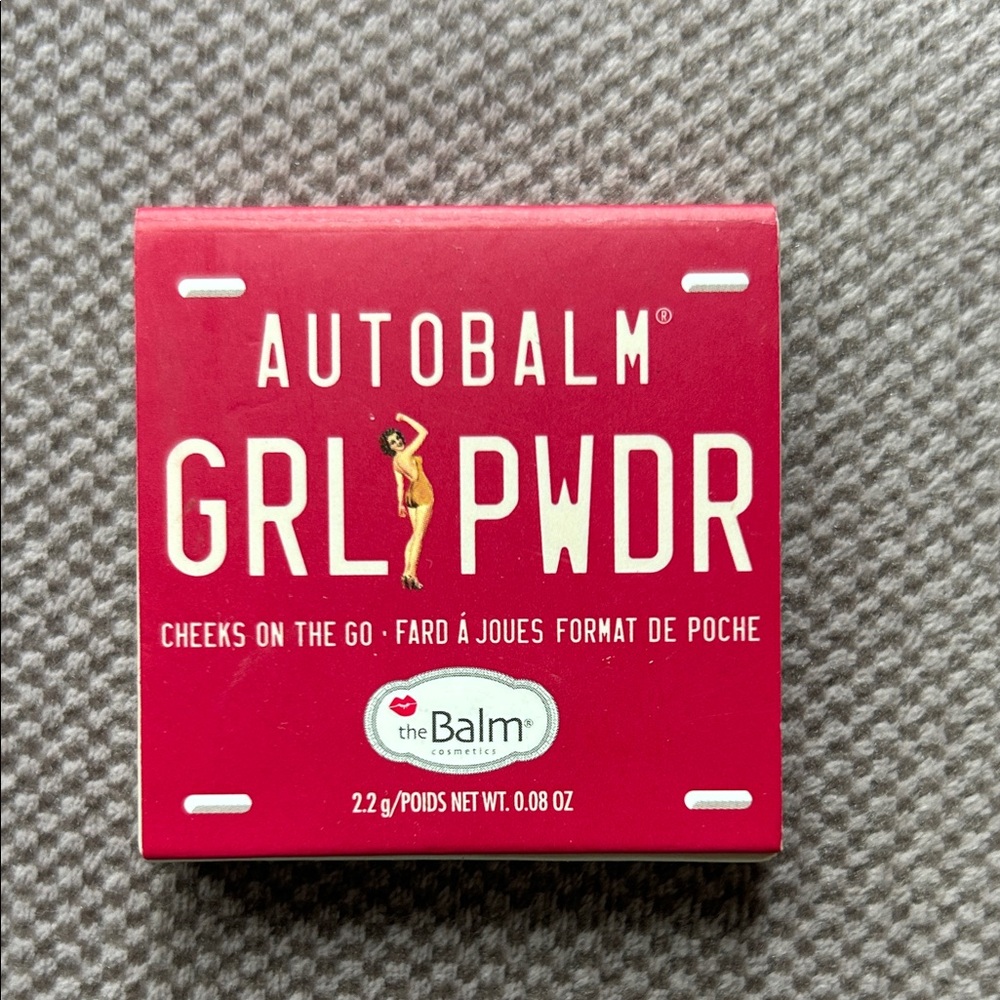 AUTOBALM®
GRL PWDR
CHEEKS ON THE GO · FARD Á JOUES FORMAT DE POCHE
theBalm®
cosmetics
2.2 g/POIDS NET WT. 0.08 OZ